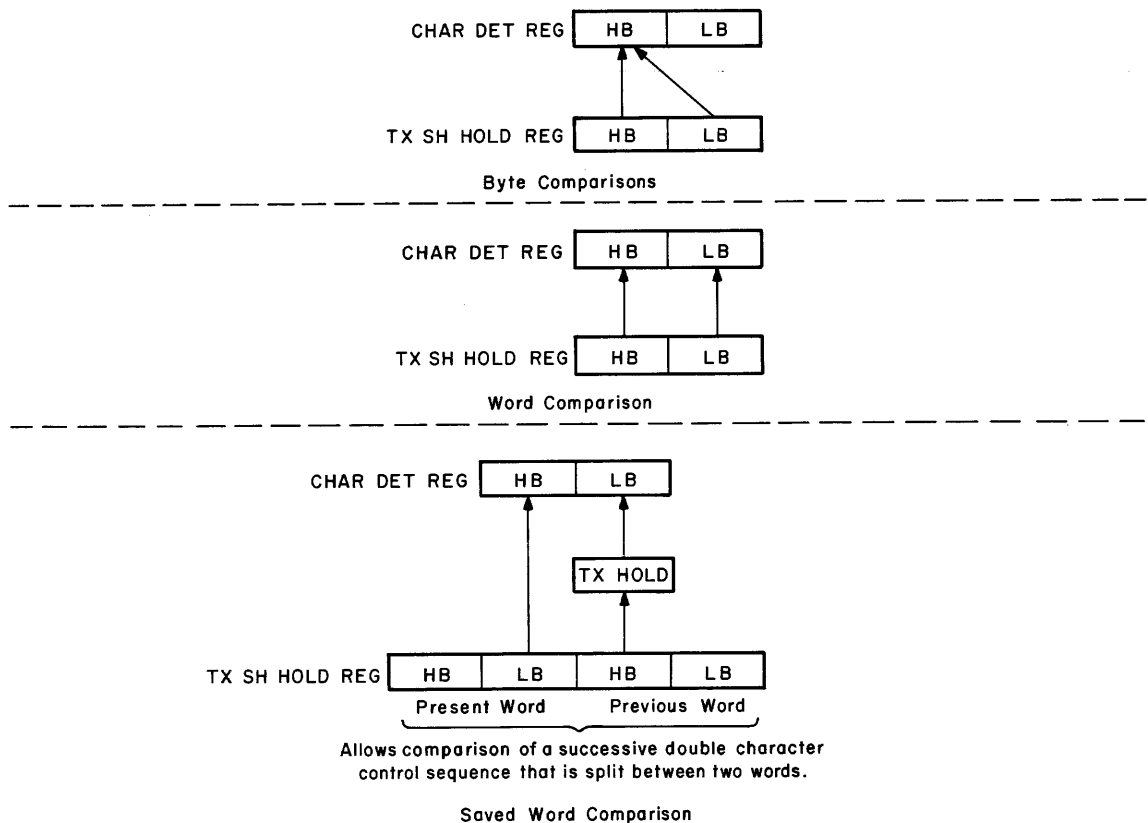 CHAR DET REG HB LB
TX SH HOLD REG HB LB
Byte Comparisons
CHAR DET REG HB LB
TX SH HOLD REG HB LB
Word Comparison
CHAR DET REG HB LB
TX HOLD
TX SH HOLD REG HB LB HB LB
Present Word Previous Word
Allows comparison of a successive double character
control sequence that is split between two words.
Saved Word Comparison